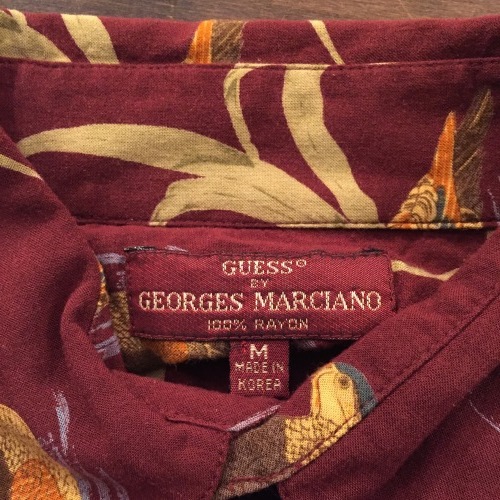 GUESS®
BY
GEORGES MARCIANO
100% RAYON
M
MADE IN
KOREA